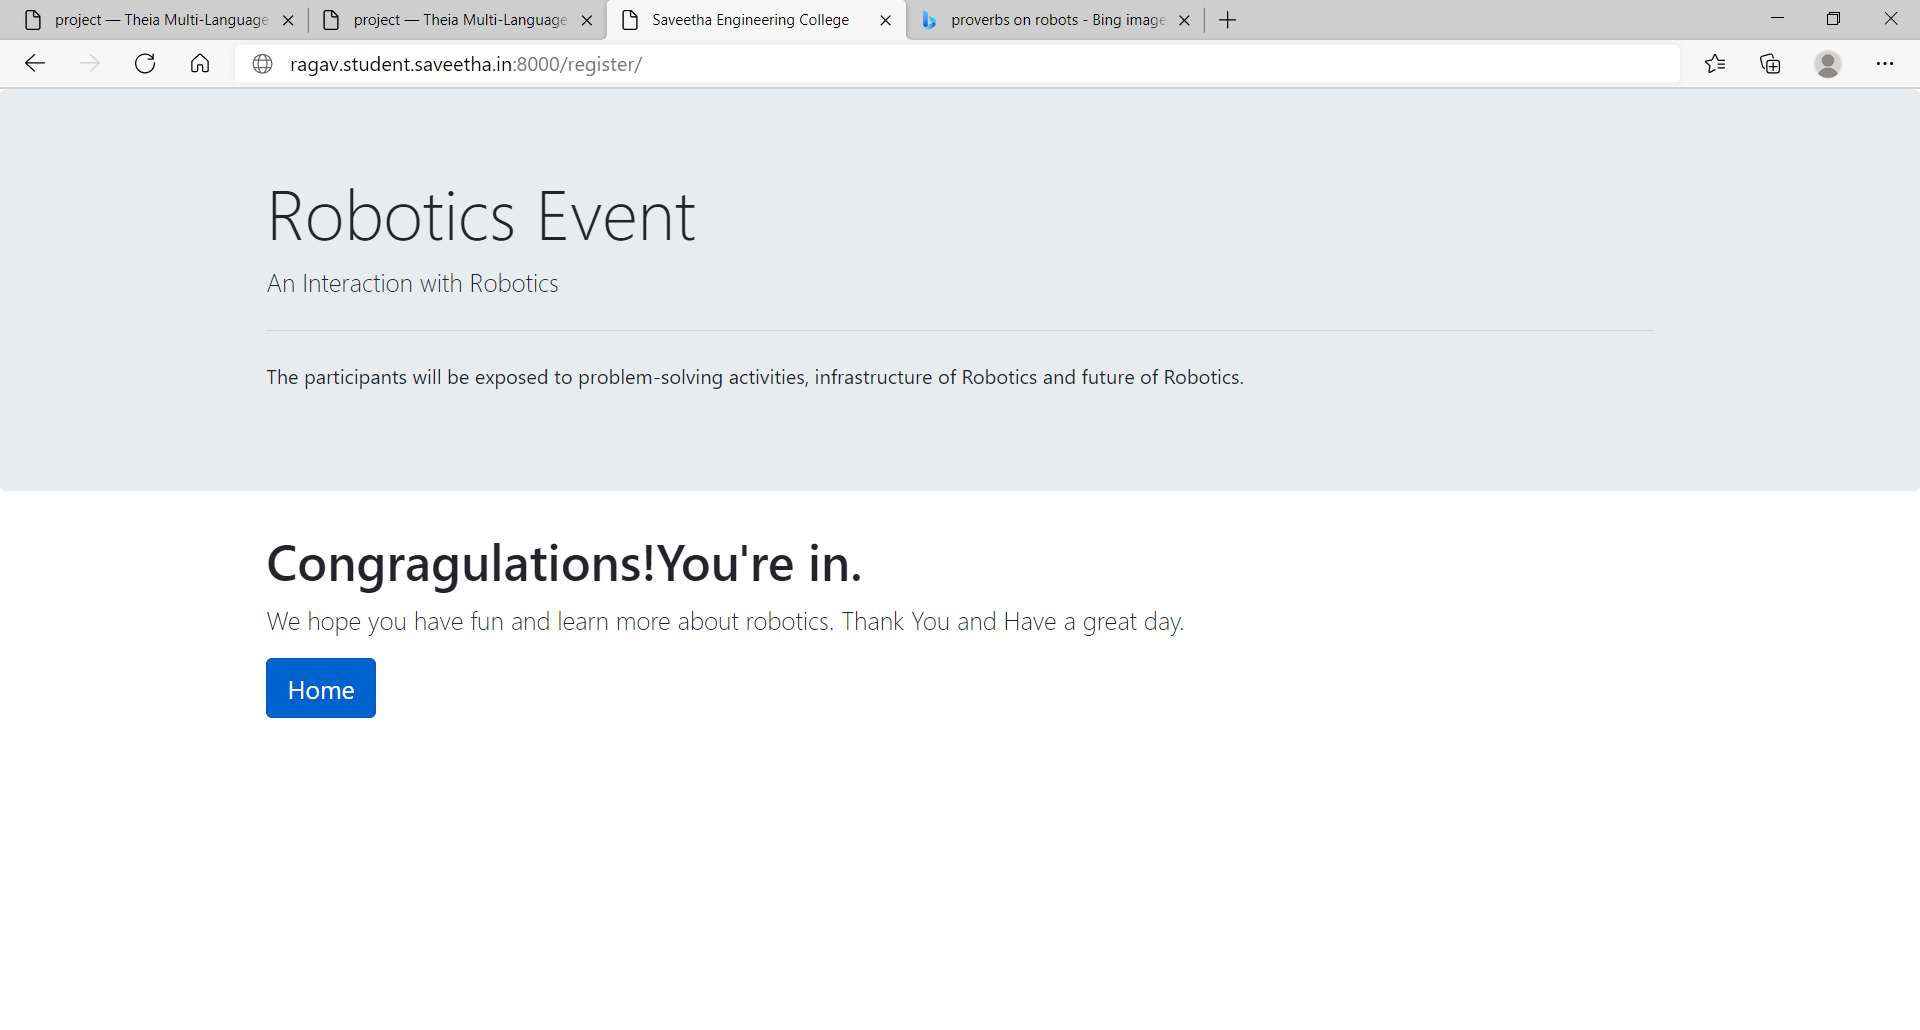 project — Theia Multi-Language
project — Theia Multi-Language
Saveetha Engineering College
proverbs on robots - Bing image
ragav.student.saveetha.in:8000/register/
Robotics Event
An Interaction with Robotics
The participants will be exposed to problem-solving activities, infrastructure of Robotics and future of Robotics.
Congragulations!You're in.
We hope you have fun and learn more about robotics. Thank You and Have a great day.
Home